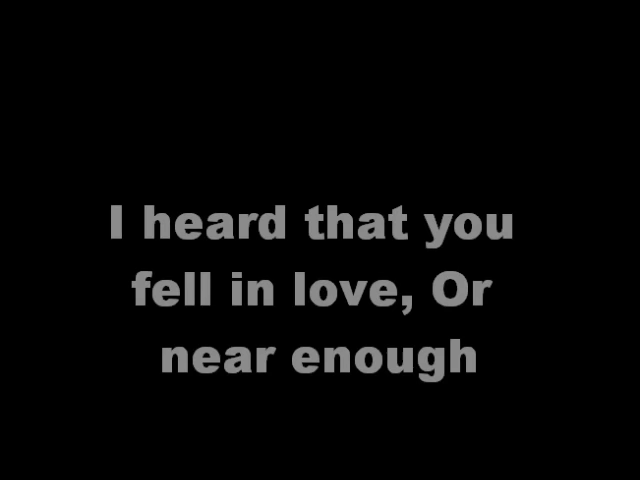 I heard that you
fell in love, Or
near enough